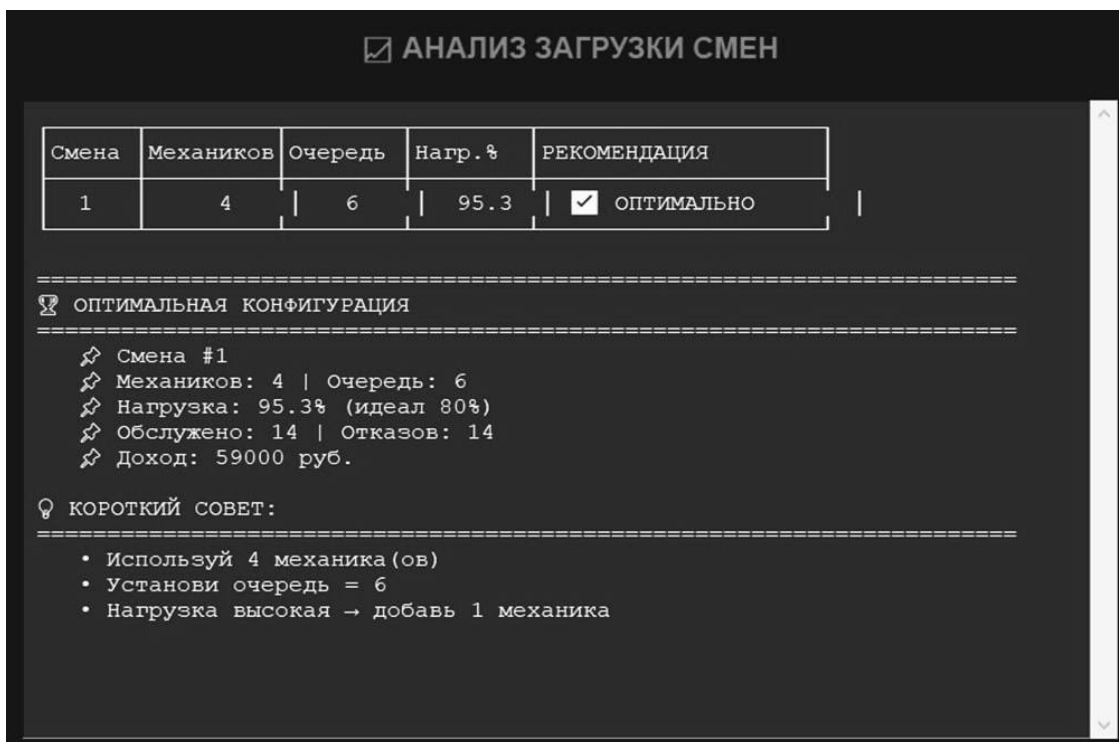 АНАЛИЗ ЗАГРУЗКИ СМЕН
Смена Механиков Очередь Нагр.% РЕКОМЕНДАЦИЯ
1 4 6 95.3 ОПТИМАЛЬНО
ОПТИМАЛЬНАЯ КОНФИГУРАЦИЯ
Смена #1
Механиков: 4 | Очередь: 6
Нагрузка: 95.3% (идеал 80%)
Обслужено: 14 | Отказов: 14
Доход: 59000 руб.
КОРОТКИЙ СОВЕТ:
• Используй 4 механика(ов)
• Установи очередь = 6
• Нагрузка высокая → добавь 1 механика